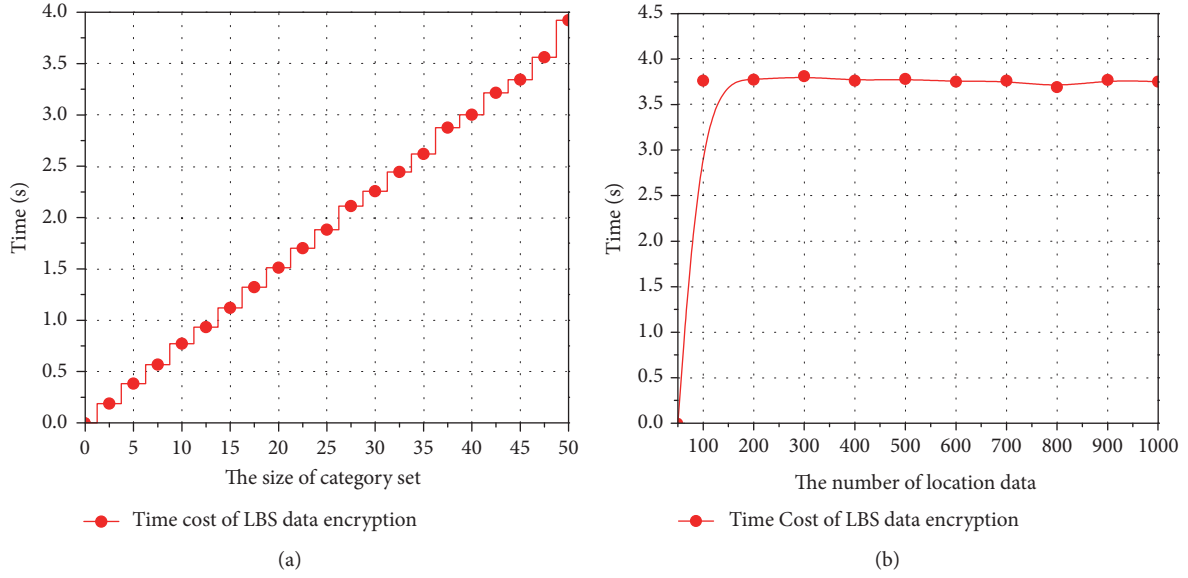 4.0
3.5
3.0
2.5
2.0
1.5
1.0
0.5
0.0
Time (s)
0 5 10 15 20 25 30 35 40 45 50
The size of category set
Time cost of LBS data encryption
(a)
4.5
4.0
3.5
3.0
2.5
2.0
1.5
1.0
0.5
0.0
Time (s)
100 200 300 400 500 600 700 800 900 1000
The number of location data
Time Cost of LBS data encryption
(b)